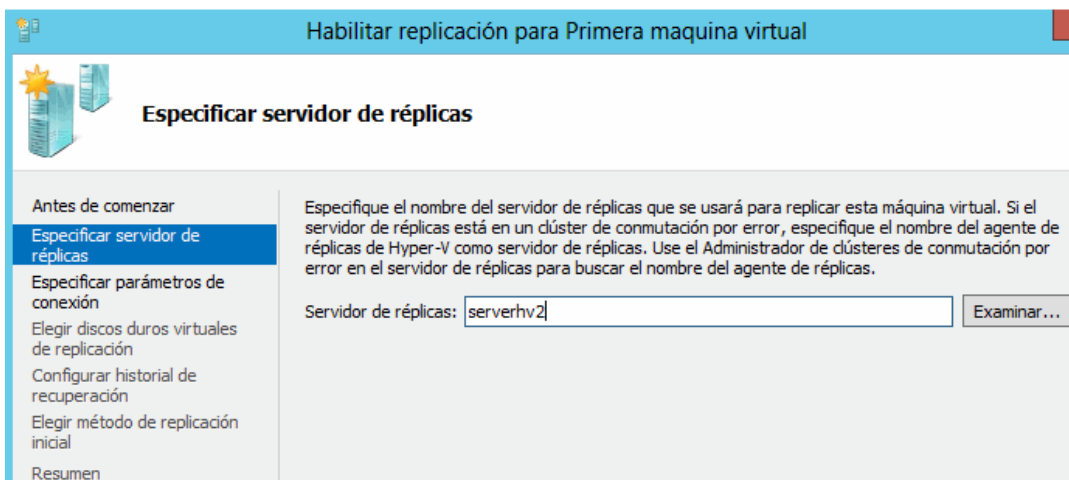 Habilitar replicación para Primera maquina virtual
Especificar servidor de réplicas
Antes de comenzar
Especificar servidor de
réplicas
Especificar parámetros de
conexión
Elegir discos duros virtuales
de replicación
Configurar historial de
recuperación
Elegir método de replicación
inicial
Resumen
Especifique el nombre del servidor de réplicas que se usará para replicar esta máquina virtual. Si el
servidor de réplicas está en un clúster de conmutación por error, especifique el nombre del agente de
réplicas de Hyper-V como servidor de réplicas. Use el Administrador de clústeres de conmutación por
error en el servidor de réplicas para buscar el nombre del agente de réplicas.
Servidor de réplicas: serverhv2 Examinar...